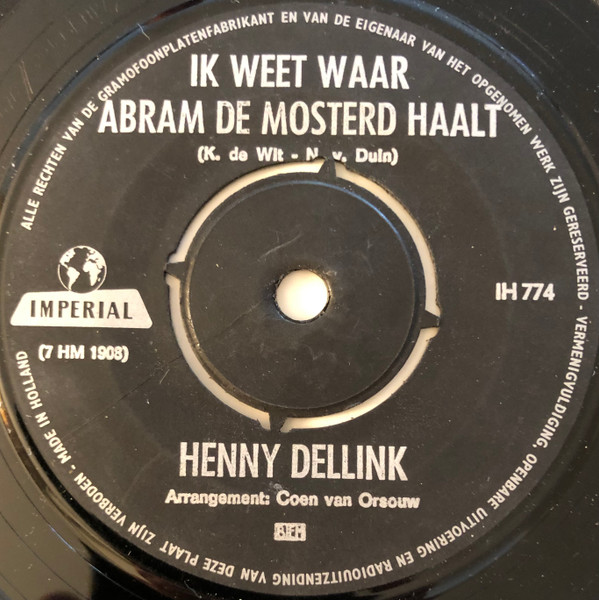 ALLE RECHTEN VAN DE GRAMOFOONPLATENFABRIKANT EN VAN DE EIGENAAR VAN HET OPGENOMEN WERK ZIJN GERESERVEERD - VERMENIGVULDIGING, OPENBARE UITVOERING EN RADIOUITZENDING VAN DEZE PLAAT ZIJN VERBODEN - MADE IN HOLLAND
IK WEET WAAR
ABRAM DE MOSTERD HAALT
(K. de Wit - N. v. Duin)
IMPERIAL
IH 774
(7 HM 1908)
HENNY DELLINK
Arrangement: Coen van Orsouw